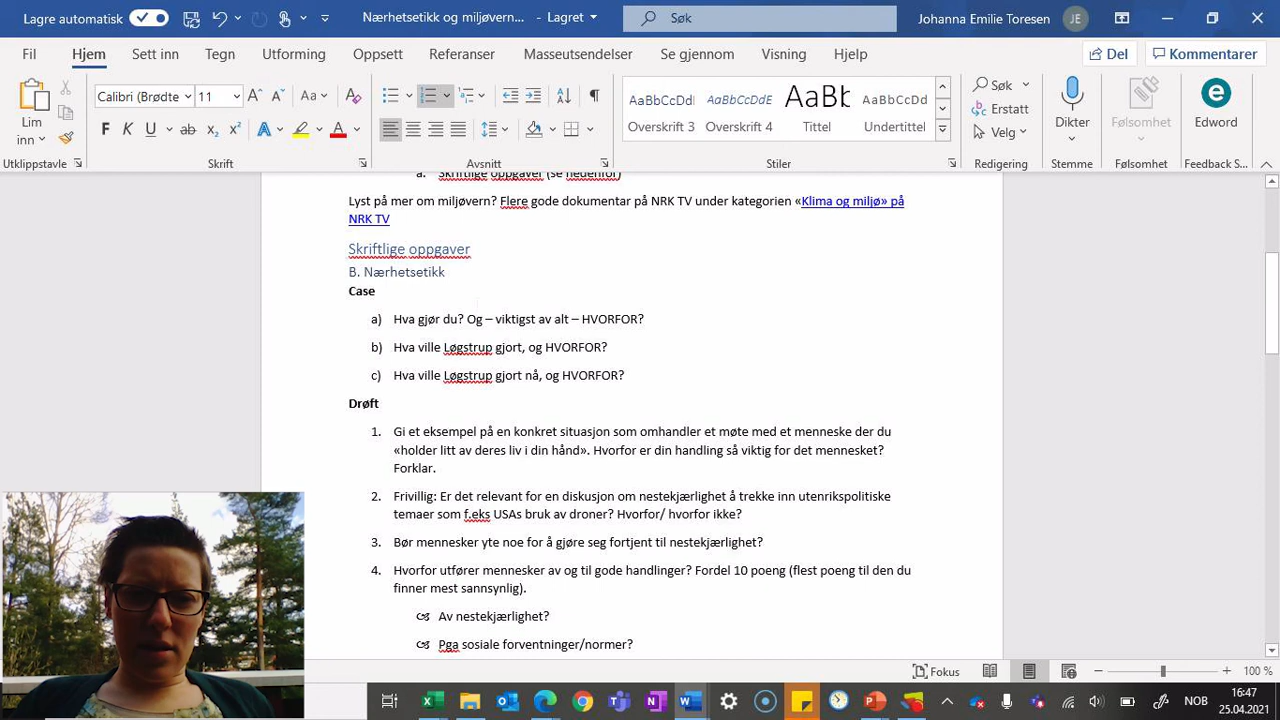 Lagre automatisk
Nærhetsetikk og miljøvern... - Lagret
Søk
Johanna Emilie Toresen
JE
Fil Hjem Sett inn Tegn Utforming Oppsett Referanser Masseutsendelser Se gjennom Visning Hjelp Del Kommentarer
Lim inn
Calibri (Brødte 11
Aa
F K U ab x₂ x² A A
AaBbCcDdI Overskrift 3
AaBbCcDdE Overskrift 4
AaBb Tittel
AaBbCcDd Undertittel
Søk
Erstatt
Velg
Dikter
Følsomhet
Edword
Utklippstavle Skrift Avsnitt Stiler Redigering Stemme Følsomhet Feedback S...
a. Skriftlige oppgaver (se nedenfor)
Lyst på mer om miljøvern? Flere gode dokumentar på NRK TV under kategorien «Klima og miljø» på
NRK TV
Skriftlige oppgaver
B. Nærhetsetikk
Case
a) Hva gjør du? Og – viktigst av alt – HVORFOR?
b) Hva ville Løgstrup gjort, og HVORFOR?
c) Hva ville Løgstrup gjort nå, og HVORFOR?
Drøft
1. Gi et eksempel på en konkret situasjon som omhandler et møte med et menneske der du
«holder litt av deres liv i din hånd». Hvorfor er din handling så viktig for det mennesket?
Forklar.
2. Frivillig: Er det relevant for en diskusjon om nestekjærlighet å trekke inn utenrikspolitiske
temaer som f.eks USAs bruk av droner? Hvorfor/ hvorfor ikke?
3. Bør mennesker yte noe for å gjøre seg fortjent til nestekjærlighet?
4. Hvorfor utfører mennesker av og til gode handlinger? Fordel 10 poeng (flest poeng til den du
finner mest sannsynlig).
Av nestekjærlighet?
Pga sosiale forventninger/normer?
Fokus
100 %
NOB
16:47
25.04.2021